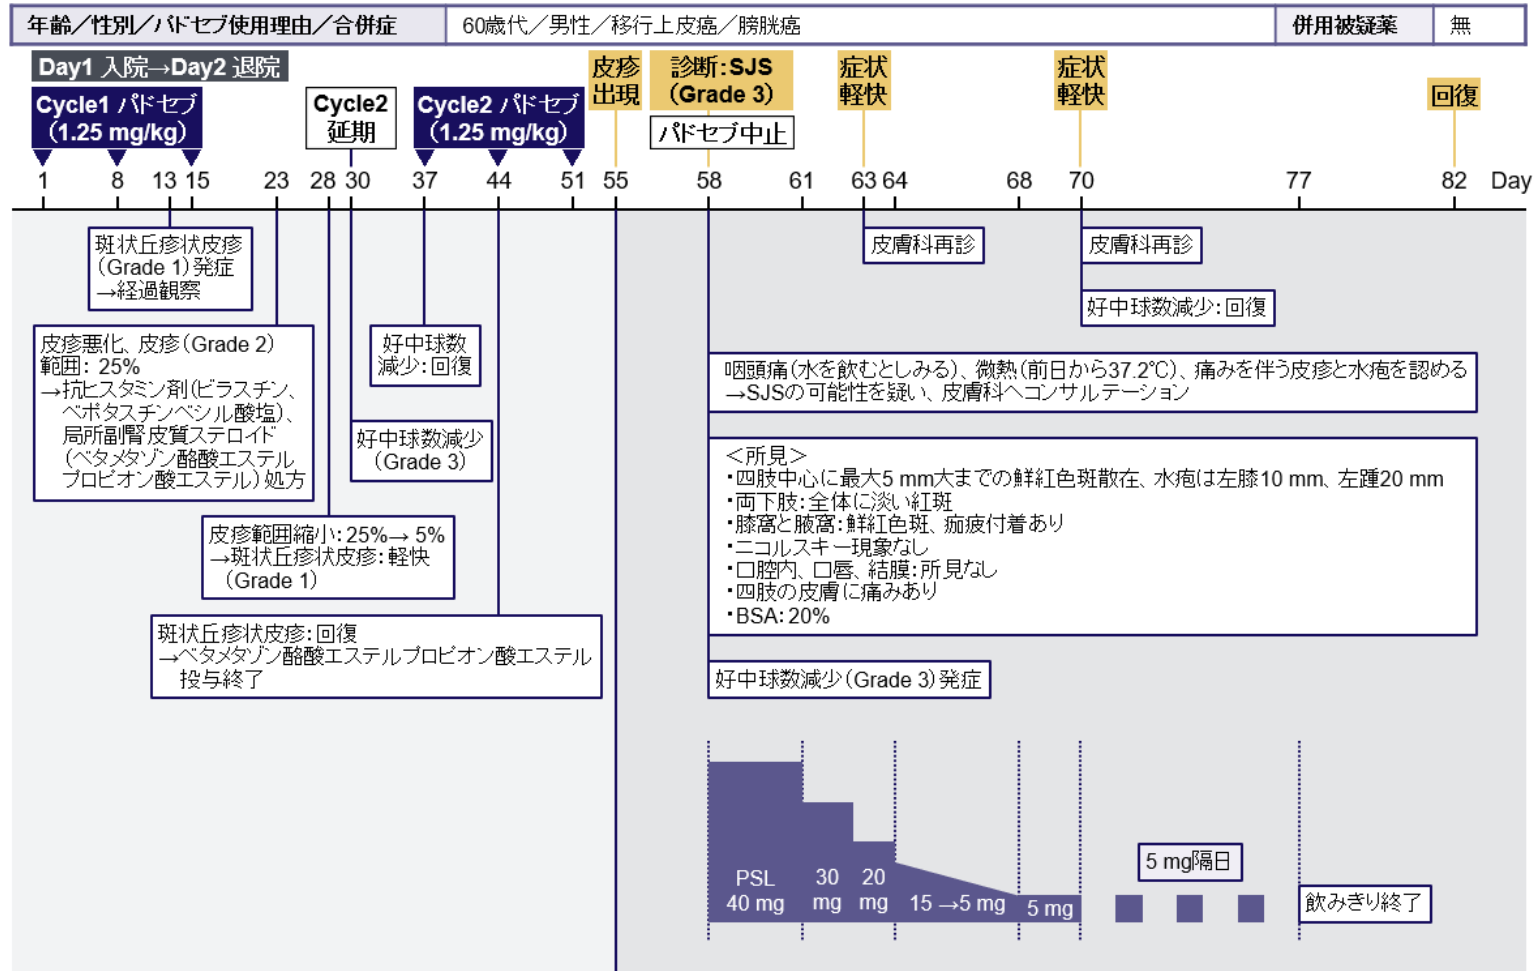 年齢／性別／パドセブ使用理由／合併症
60歳代／男性／移行上皮癌／膀胱癌
併用被疑薬
無
Day1 入院→Day2 退院
Cycle1 パドセブ
（1.25 mg/kg）
Cycle2
延期
Cycle2 パドセブ
（1.25 mg/kg）
皮疹
出現
診断：SJS
（Grade 3）
パドセブ中止
症状
軽快
症状
軽快
回復
1 8 13 15 23 28 30 37 44 51 55 58 61 63 64 68 70 77 82 Day
斑状丘疹状皮疹
（Grade 1）発症
→経過観察
皮膚科再診
皮膚科再診
好中球数減少：回復
皮疹悪化、皮疹（Grade 2）
範囲：25%
→抗ヒスタミン剤（ビラスチン、
ベポタスチンベシル酸塩）、
局所副腎皮質ステロイド
（ベタメタゾン酪酸エステル
プロピオン酸エステル）処方
好中球数
減少：回復
好中球数減少
（Grade 3）
皮疹範囲縮小：25%→ 5%
→斑状丘疹状皮疹：軽快
（Grade 1）
斑状丘疹状皮疹：回復
→ベタメタゾン酪酸エステルプロピオン酸エステル
投与終了
咽頭痛（水を飲むとしみる）、微熱（前日から37.2℃）、痛みを伴う皮疹と水疱を認める
→SJSの可能性を疑い、皮膚科へコンサルテーション
＜所見＞
・四肢中心に最大5 mm大までの鮮紅色斑散在、水疱は左膝10 mm、左踵20 mm
・両下肢：全体に淡い紅斑
・膝窩と腋窩：鮮紅色斑、痂疲付着あり
・ニコルスキー現象なし
・口腔内、口唇、結膜：所見なし
・四肢の皮膚に痛みあり
・BSA：20%
好中球数減少（Grade 3）発症
PSL
40 mg
30
mg
20
mg
15 →5 mg
5 mg
5 mg隔日
飲みきり終了